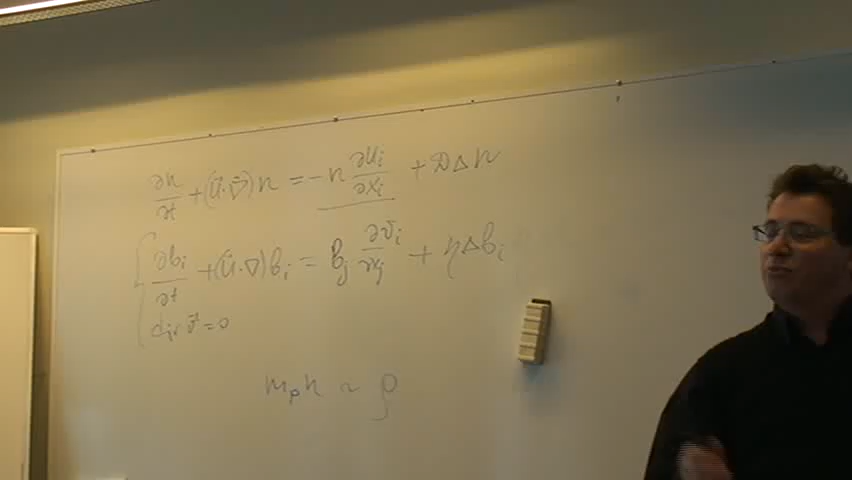 ∂n/∂t + (u⃗·∇⃗)n = -n ∂u_i/∂x_i + DΔn
∂b_i/∂t + (u⃗·∇)b_i = b_j ∂v_i/∂x_j + ηΔb_i
div v⃗ = 0
m_p n ~ ρ